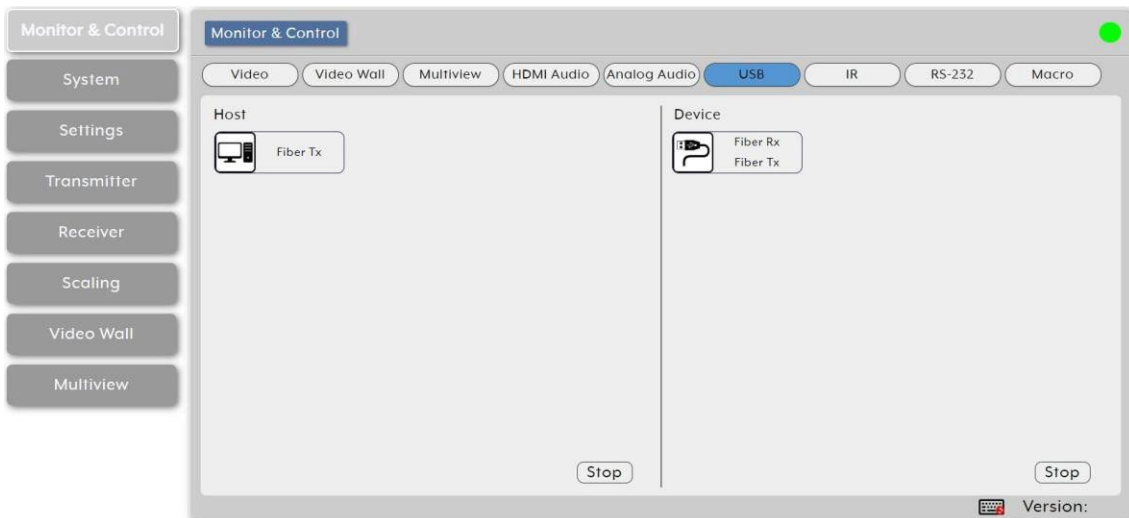 Monitor & Control
System
Settings
Transmitter
Receiver
Scaling
Video Wall
Multiview
Monitor & Control
Video Video Wall Multiview HDMI Audio Analog Audio USB IR RS-232 Macro
Host
Fiber Tx
Stop
Device
Fiber Rx
Fiber Tx
Stop
Version: